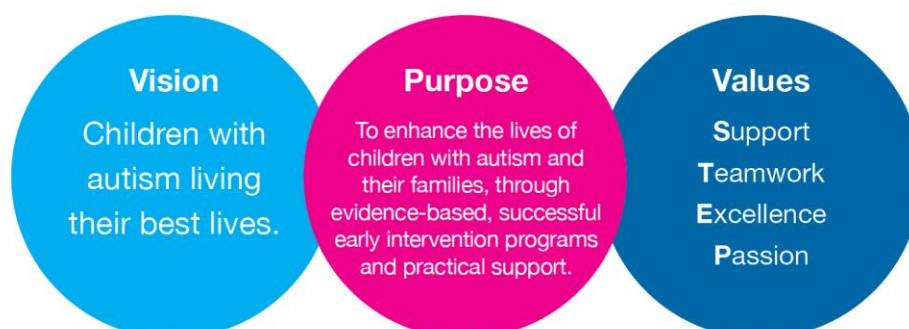 Vision
Children with
autism living
their best lives.
Purpose
To enhance the lives of
children with autism and
their families, through
evidence-based, successful
early intervention programs
and practical support.
Values
Support
Teamwork
Excellence
Passion